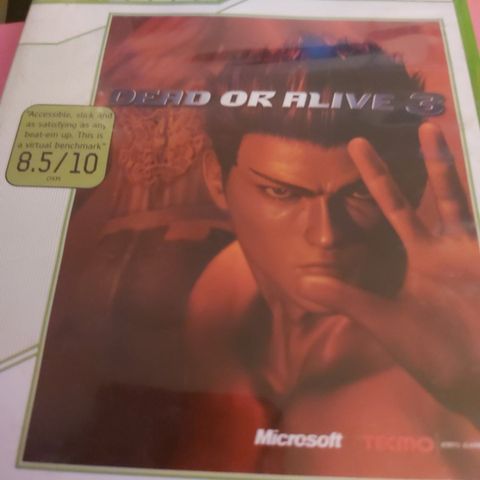 DEAD OR ALIVE 3
"Accessible, slick and
as satisfying as any
beat-em up. This is
a virtual benchmark"
8.5/10
Microsoft TECMO